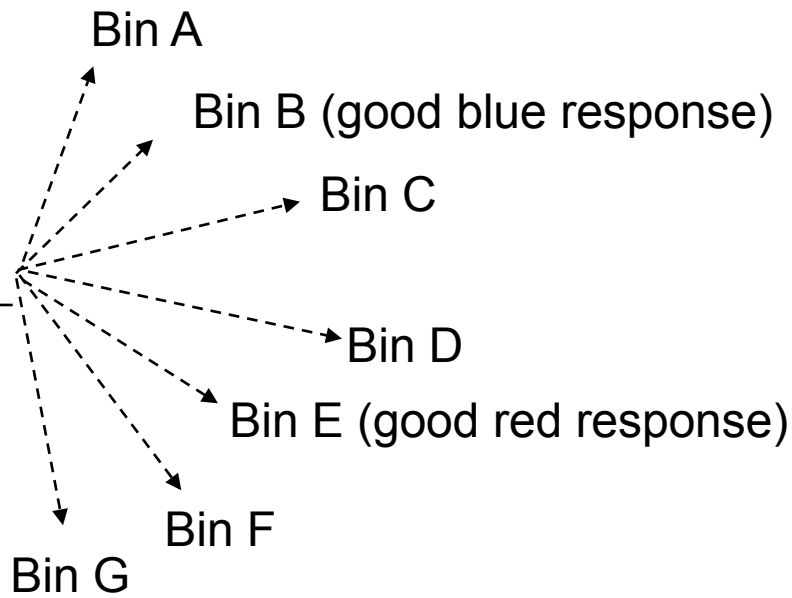 Bin A
Bin B (good blue response)
Bin C
Bin D
Bin E (good red response)
Bin F
Bin G